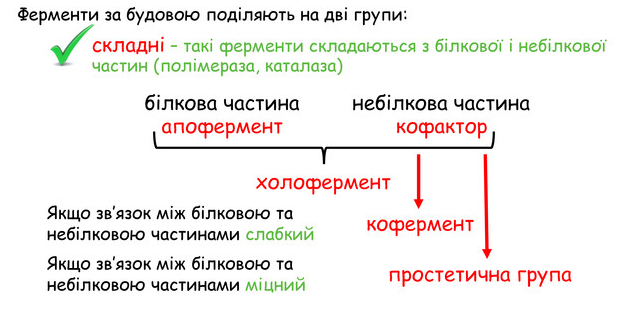 Ферменти за будовою поділяють на дві групи:
складні – такі ферменти складаються з білкової і небілкової
частин (полімераза, каталаза)
білкова частина небілкова частина
апофермент кофактор
холофермент
Якщо зв'язок між білковою та
небілковою частинами слабкий
кофермент
Якщо зв'язок між білковою та
небілковою частинами міцний
простетична група